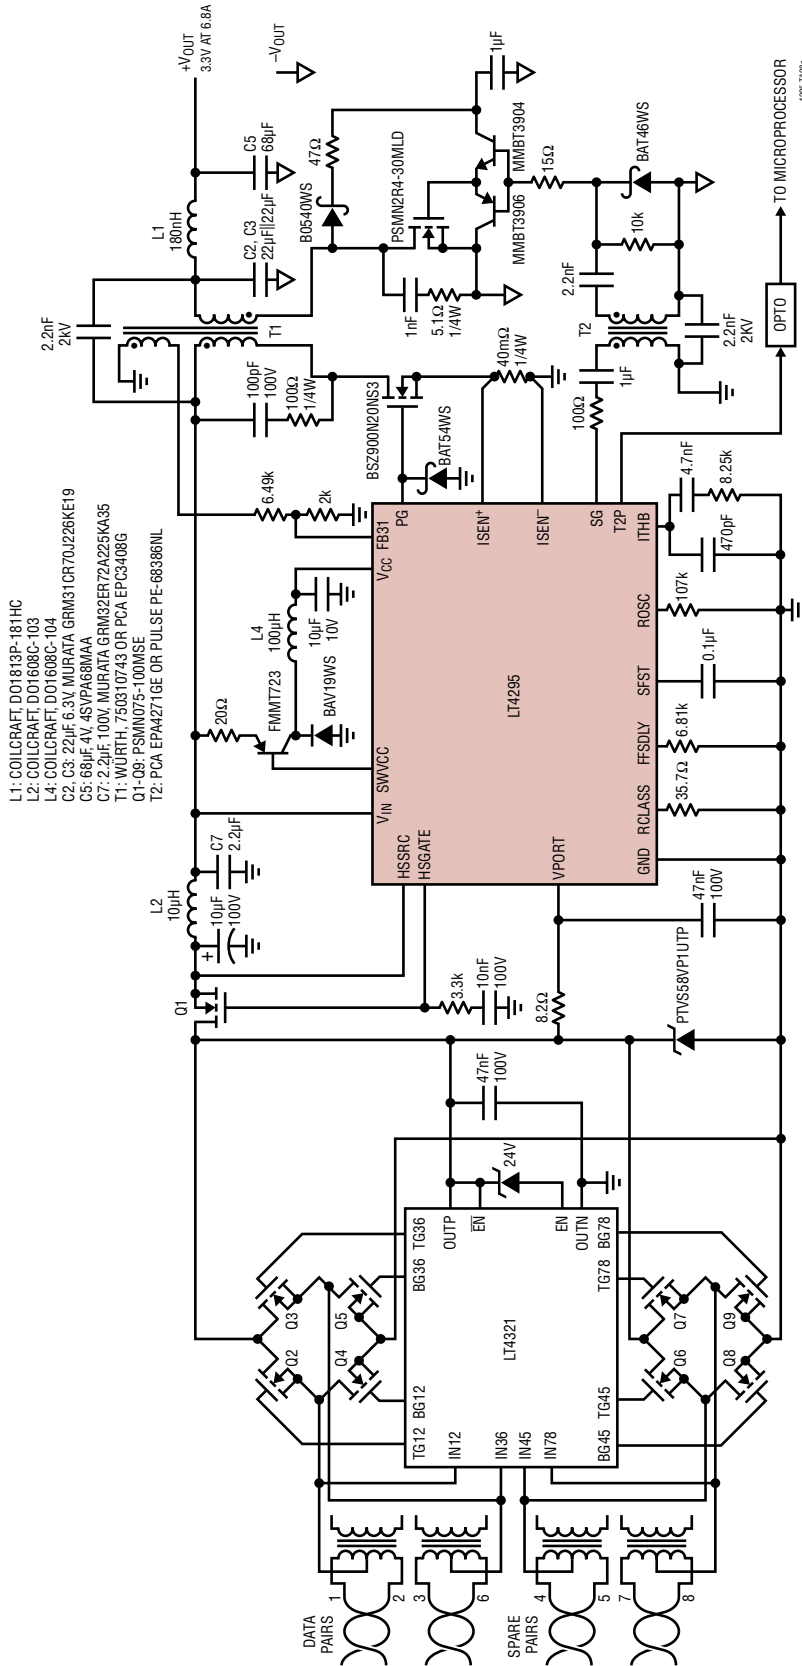 L1: COILCRAFT, DO1813P-181HC
L2: COILCRAFT, DO1608C-103
L4: COILCRAFT, DO1608C-104
C2, C3: 22µF, 6.3V, MURATA GRM31CR70J226KE19
C5: 68µF, 4V, 4SVPA68MAA
C7: 2.2µF, 100V, MURATA GRM32ER72A225KA35
T1: WÜRTH, 750310743 OR PCA EPC3408G
Q1-Q9: PSMN075-100MSE
T2: PCA EPA4271GE OR PULSE PE-68386NL
DATA
PAIRS
1
2
3
6
SPARE
PAIRS
4
5
7
8
Q2
Q3
Q4
Q5
TG12
BG12
BG36
TG36
IN12
IN36
IN45
IN78
LT4321
OUTP
EN
EN
OUTN
BG45
TG45
TG78
BG78
Q6
Q7
Q8
Q9
24V
47nF
100V
Q1
3.3k
10nF
100V
8.2Ω
PTVS58VP1UTP
+
10µF
100V
L2
10µH
C7
2.2µF
47nF
100V
HSSRC
HSGATE
VPORT
VIN
SWVCC
VCC
FB31
PG
ISEN+
ISEN−
SG
T2P
LT4295
GND
RCLASS
FFSDLY
SFST
ROSC
ITHB
35.7Ω
6.81k
0.1µF
107k
470pF
4.7nF
8.25k
20Ω
FMMT723
BAV19WS
L4
100µH
10µF
10V
6.49k
2k
100pF
100V
100Ω
1/4W
2.2nF
2kV
T1
BSZ900N20NS3
BAT54WS
40mΩ
1/4W
100Ω
1µF
T2
2.2nF
10k
BAT46WS
2.2nF
2KV
OPTO
TO MICROPROCESSOR
L1
180nH
C2, C3
22µF||22µF
C5
68µF
+VOUT
3.3V AT 6.8A
−VOUT
B0540WS
47Ω
PSMN2R4-30MLD
1nF
5.1Ω
1/4W
MMBT3906
MMBT3904
1µF
15Ω